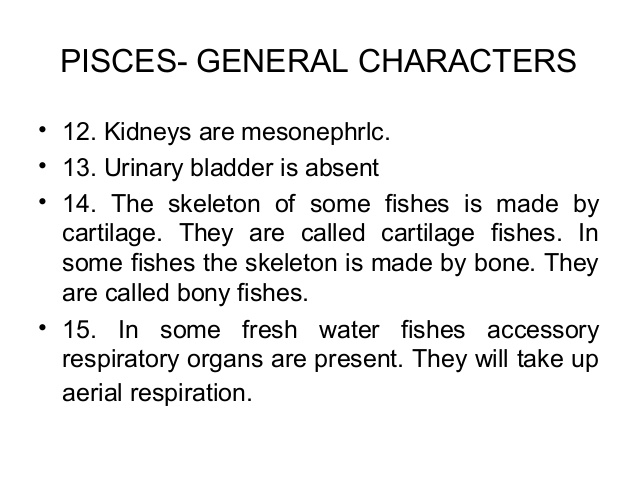 PISCES- GENERAL CHARACTERS
• 12. Kidneys are mesonephrlc.
• 13. Urinary bladder is absent
• 14. The skeleton of some fishes is made by
cartilage. They are called cartilage fishes. In
some fishes the skeleton is made by bone. They
are called bony fishes.
• 15. In some fresh water fishes accessory
respiratory organs are present. They will take up
aerial respiration.